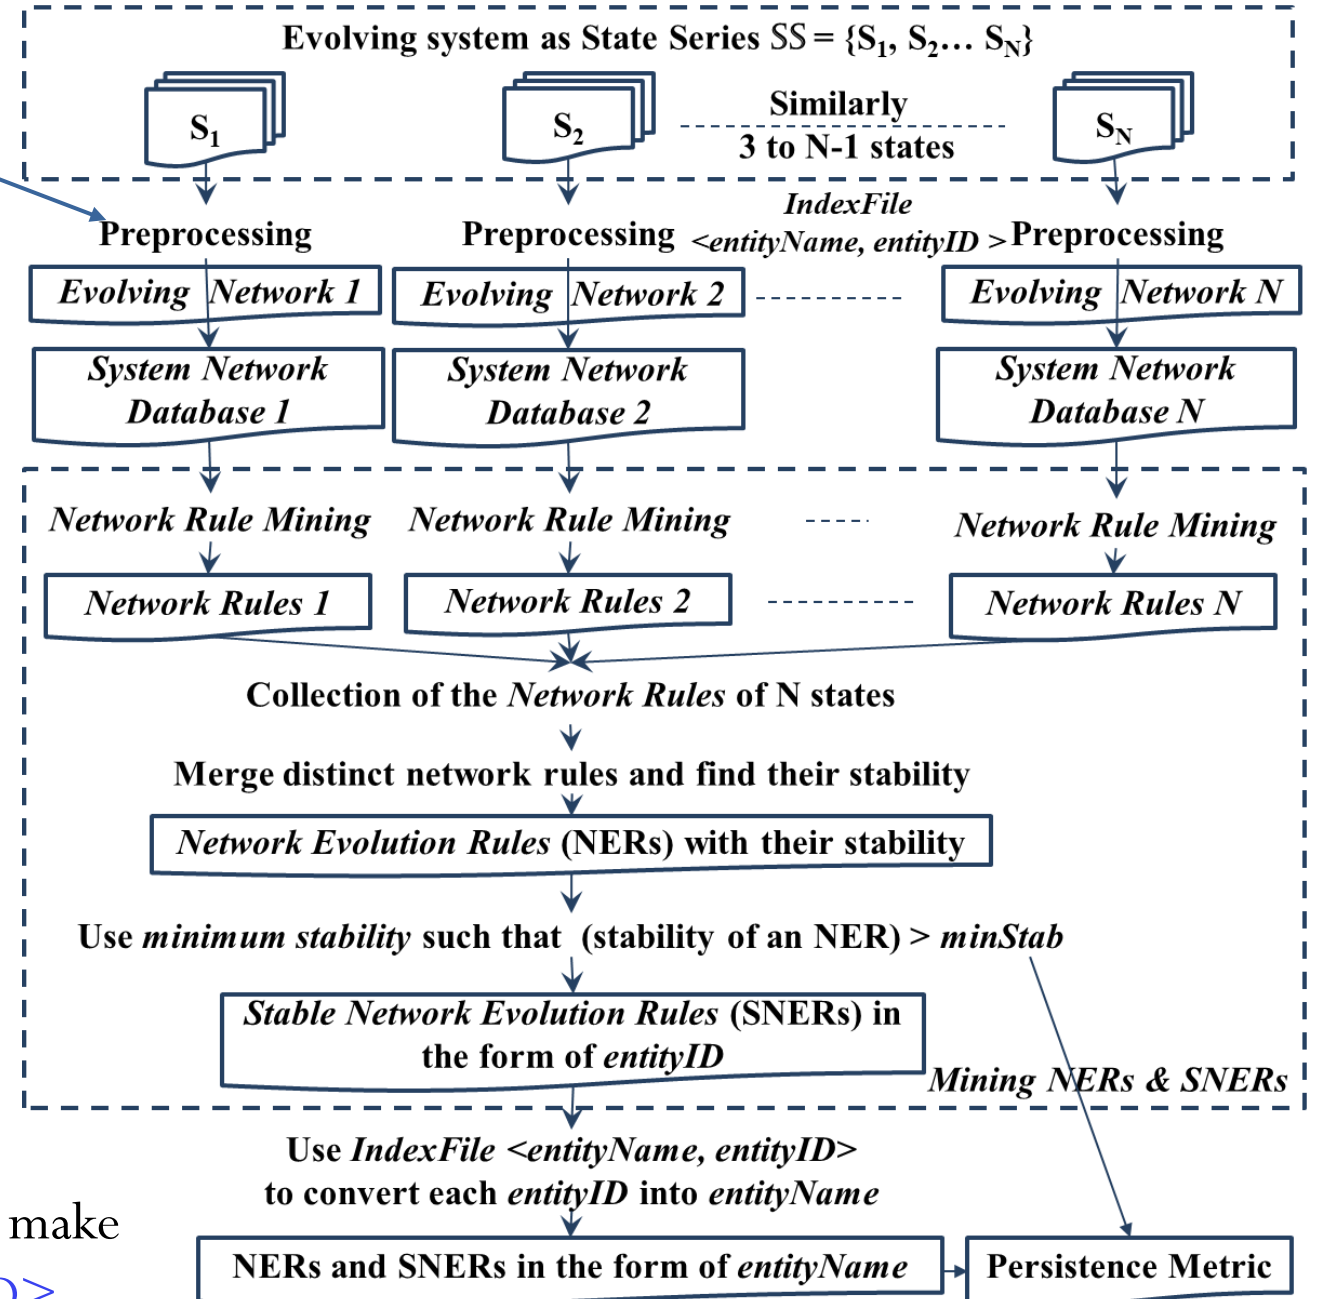 Evolving system as State Series SS = {S1, S2... SN}
S1
S2
Similarly
3 to N-1 states
SN
IndexFile
<entityName, entityID >
Preprocessing
Preprocessing
Preprocessing
Evolving Network 1
Evolving Network 2
Evolving Network N
System Network
Database 1
System Network
Database 2
System Network
Database N
Network Rule Mining
Network Rule Mining
Network Rule Mining
Network Rules 1
Network Rules 2
Network Rules N
Collection of the Network Rules of N states
Merge distinct network rules and find their stability
Network Evolution Rules (NERs) with their stability
Use minimum stability such that (stability of an NER) > minStab
Stable Network Evolution Rules (SNERs) in
the form of entityID
Mining NERs & SNERs
Use IndexFile <entityName, entityID>
to convert each entityID into entityName
make
NERs and SNERs in the form of entityName
Persistence Metric